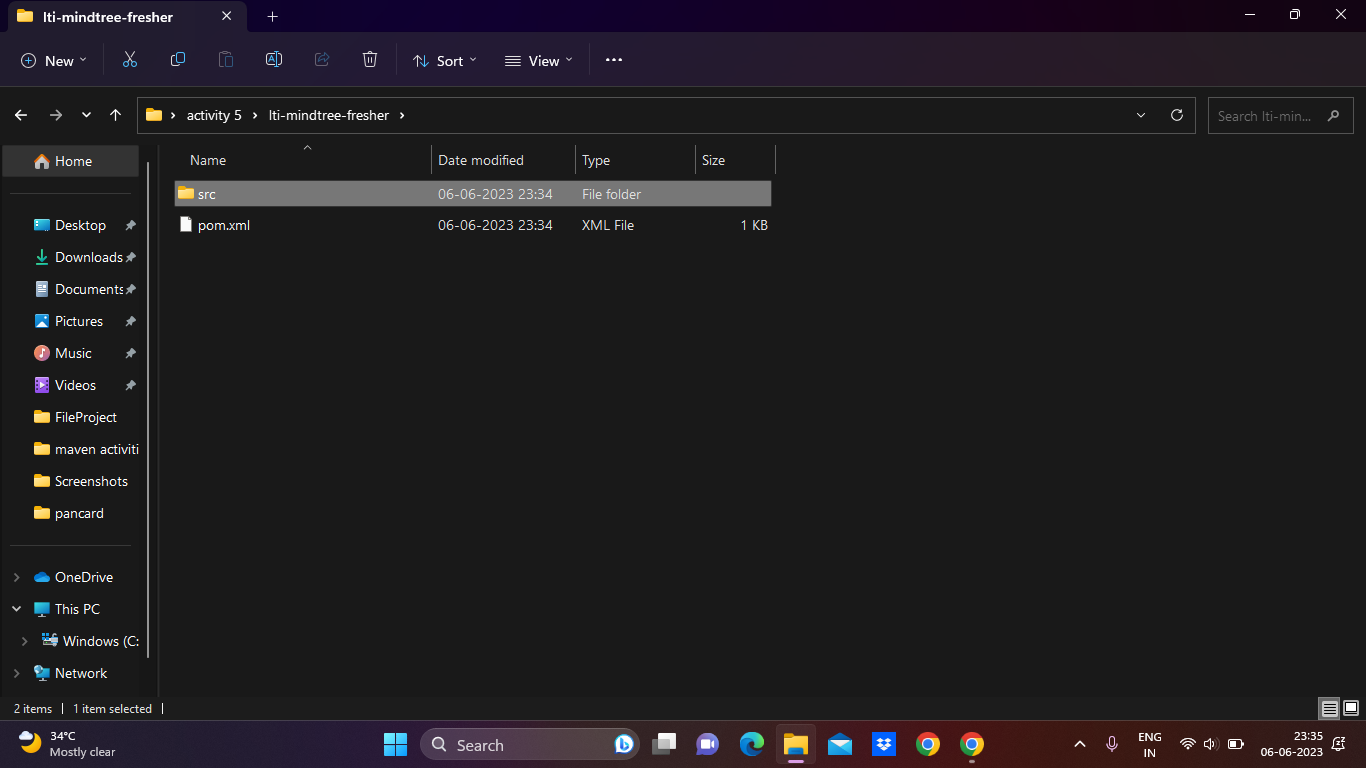 lti-mindtree-fresher
New
Sort
View
activity 5
lti-mindtree-fresher
Search lti-min...
Home
Name
Date modified
Type
Size
src
06-06-2023 23:34
File folder
pom.xml
06-06-2023 23:34
XML File
1 KB
Desktop
Downloads
Documents
Pictures
Music
Videos
FileProject
maven activiti
Screenshots
pancard
OneDrive
This PC
Windows (C:
Network
2 items
1 item selected
34°C
Mostly clear
Search
ENG
IN
23:35
06-06-2023